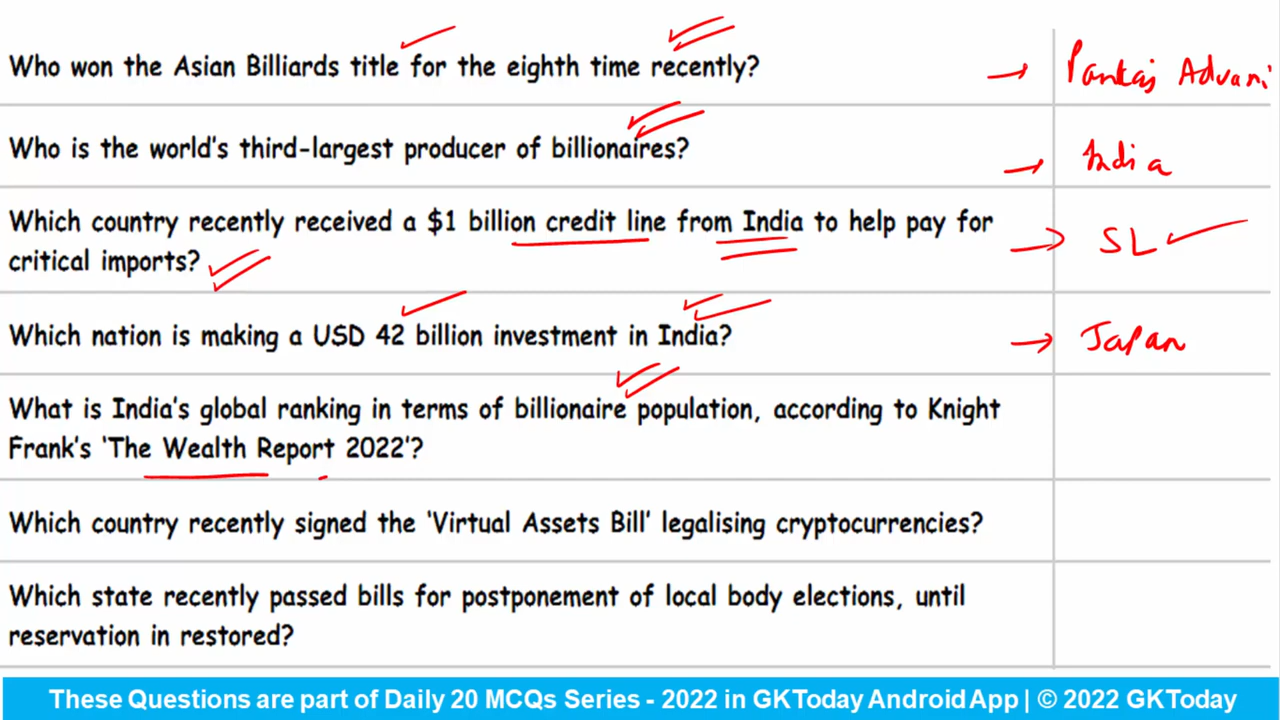 Who won the Asian Billiards title for the eighth time recently? → Pankaj Advani
Who is the world's third-largest producer of billionaires? → India
Which country recently received a $1 billion credit line from India to help pay for
critical imports? → SL
Which nation is making a USD 42 billion investment in India? → Japan
What is India's global ranking in terms of billionaire population, according to Knight
Frank's 'The Wealth Report 2022'?
Which country recently signed the 'Virtual Assets Bill' legalising cryptocurrencies?
Which state recently passed bills for postponement of local body elections, until
reservation in restored?
These Questions are part of Daily 20 MCQs Series - 2022 in GKToday Android App | © 2022 GKToday